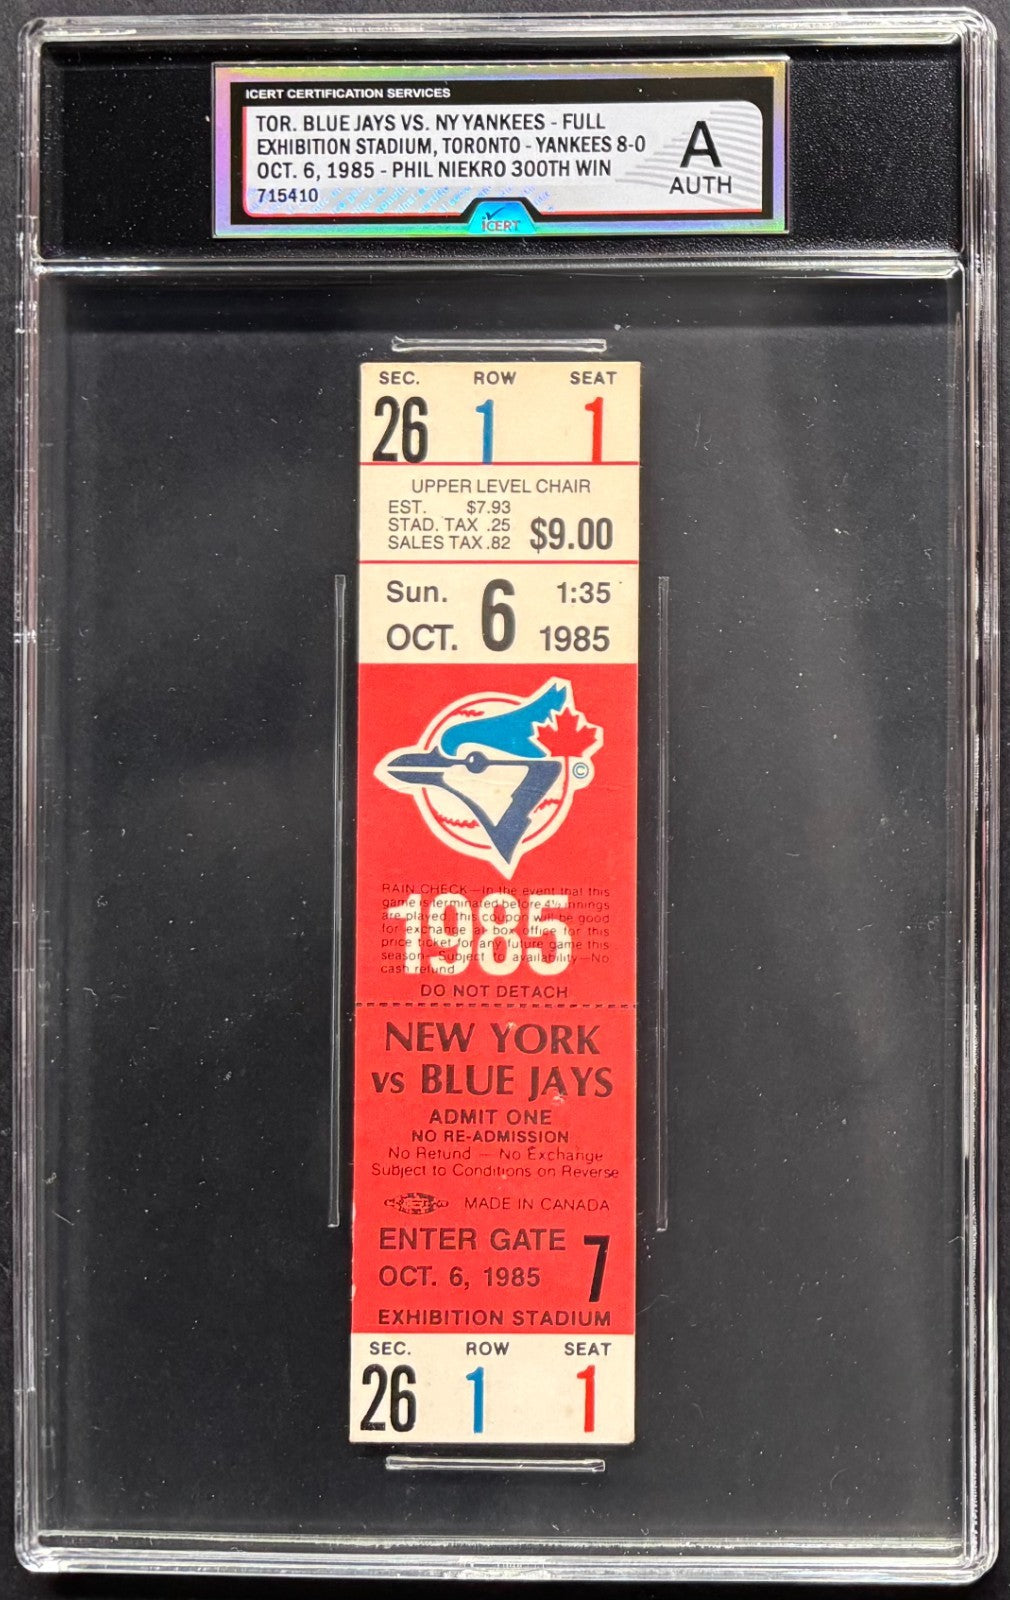 ICERT CERTIFICATION SERVICES
TOR. BLUE JAYS VS. NY YANKEES - FULL
EXHIBITION STADIUM, TORONTO - YANKEES 8-0
OCT. 6, 1985 - PHIL NIEKRO 300TH WIN
715410
A
AUTH
iCERT
SEC. ROW SEAT
26 1 1
UPPER LEVEL CHAIR
EST. $7.93
STAD. TAX .25
SALES TAX .82
$9.00
Sun. 6 1:35
OCT. 1985
©
RAIN CHECK—In the event that this
game is terminated before 4½ innings
are played this coupon will be good
for exchange at box office for this
price ticket for any future game this
season—Subject to availability—No
cash refund
1985
DO NOT DETACH
NEW YORK
VS BLUE JAYS
ADMIT ONE
NO RE-ADMISSION
No Refund — No Exchange
Subject to Conditions on Reverse
MADE IN CANADA
ENTER GATE 7
OCT. 6, 1985
EXHIBITION STADIUM
SEC. ROW SEAT
26 1 1